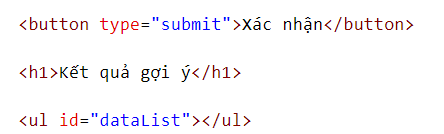 <button type="submit">Xác nhận</button>
<h1>Kết quả gợi ý</h1>
<ul id="dataList"></ul>